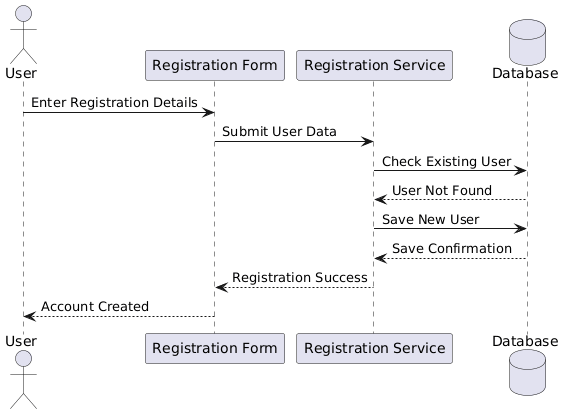 User
Registration Form
Registration Service
Database
Enter Registration Details
Submit User Data
Check Existing User
User Not Found
Save New User
Save Confirmation
Registration Success
Account Created
User
Registration Form
Registration Service
Database